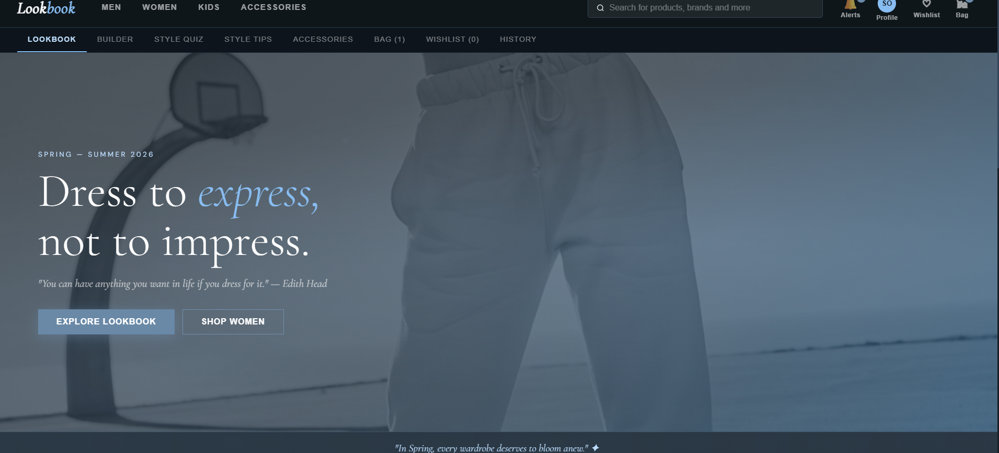 Lookbook MEN WOMEN KIDS ACCESSORIES Search for products, brands and more SO
Alerts Profile Wishlist Bag
LOOKBOOK BUILDER STYLE QUIZ STYLE TIPS ACCESSORIES BAG (1) WISHLIST (0) HISTORY
SPRING — SUMMER 2026
Dress to express,
not to impress.
"You can have anything you want in life if you dress for it." — Edith Head
EXPLORE LOOKBOOK SHOP WOMEN
"In Spring, every wardrobe deserves to bloom anew." ✦